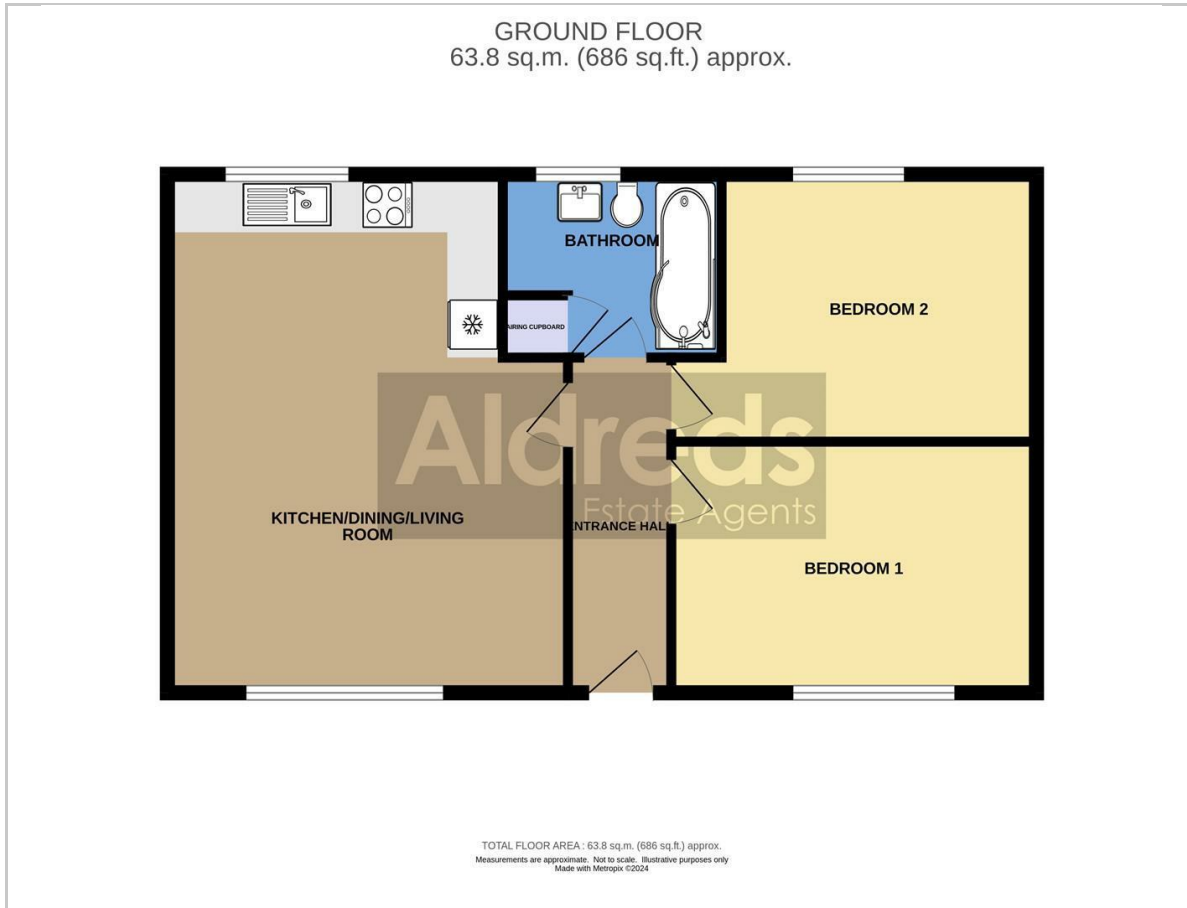 GROUND FLOOR
63.8 sq.m. (686 sq.ft.) approx.
BATHROOM
BEDROOM 2
AIRING CUPBOARD
Aldreds
Estate Agents
KITCHEN/DINING/LIVING
ROOM
ENTRANCE HALL
BEDROOM 1
TOTAL FLOOR AREA : 63.8 sq.m. (686 sq.ft.) approx.
Measurements are approximate. Not to scale. Illustrative purposes only
Made with Metropix ©2024